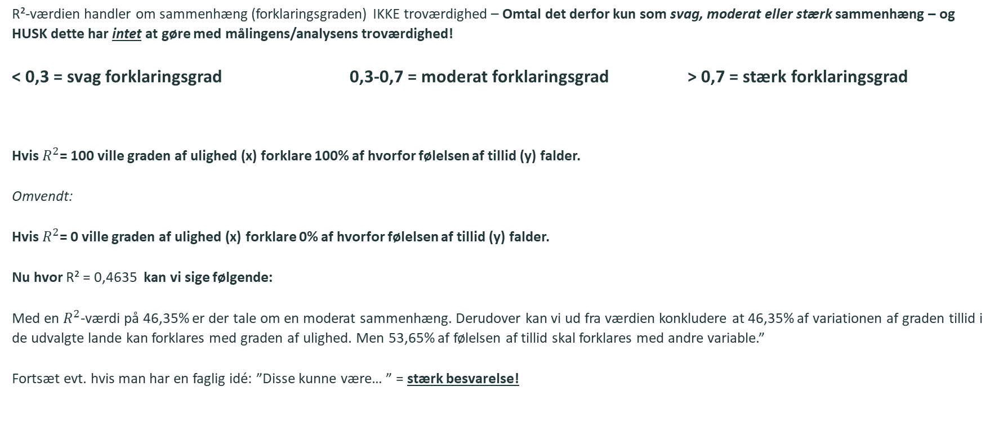 R²-værdien handler om sammenhæng (forklaringsgraden) IKKE troværdighed – Omtal det derfor kun som svag, moderat eller stærk sammenhæng – og
HUSK dette har intet at gøre med målingens/analysens troværdighed!
< 0,3 = svag forklaringsgrad 0,3-0,7 = moderat forklaringsgrad > 0,7 = stærk forklaringsgrad
Hvis R²= 100 ville graden af ulighed (x) forklare 100% af hvorfor følelsen af tillid (y) falder.
Omvendt:
Hvis R²= 0 ville graden af ulighed (x) forklare 0% af hvorfor følelsen af tillid (y) falder.
Nu hvor R² = 0,4635 kan vi sige følgende:
Med en R²-værdi på 46,35% er der tale om en moderat sammenhæng. Derudover kan vi ud fra værdien konkludere at 46,35% af variationen af graden tillid i
de udvalgte lande kan forklares med graden af ulighed. Men 53,65% af følelsen af tillid skal forklares med andre variable.”
Fortsæt evt. hvis man har en faglig idé: ”Disse kunne være… ” = stærk besvarelse!